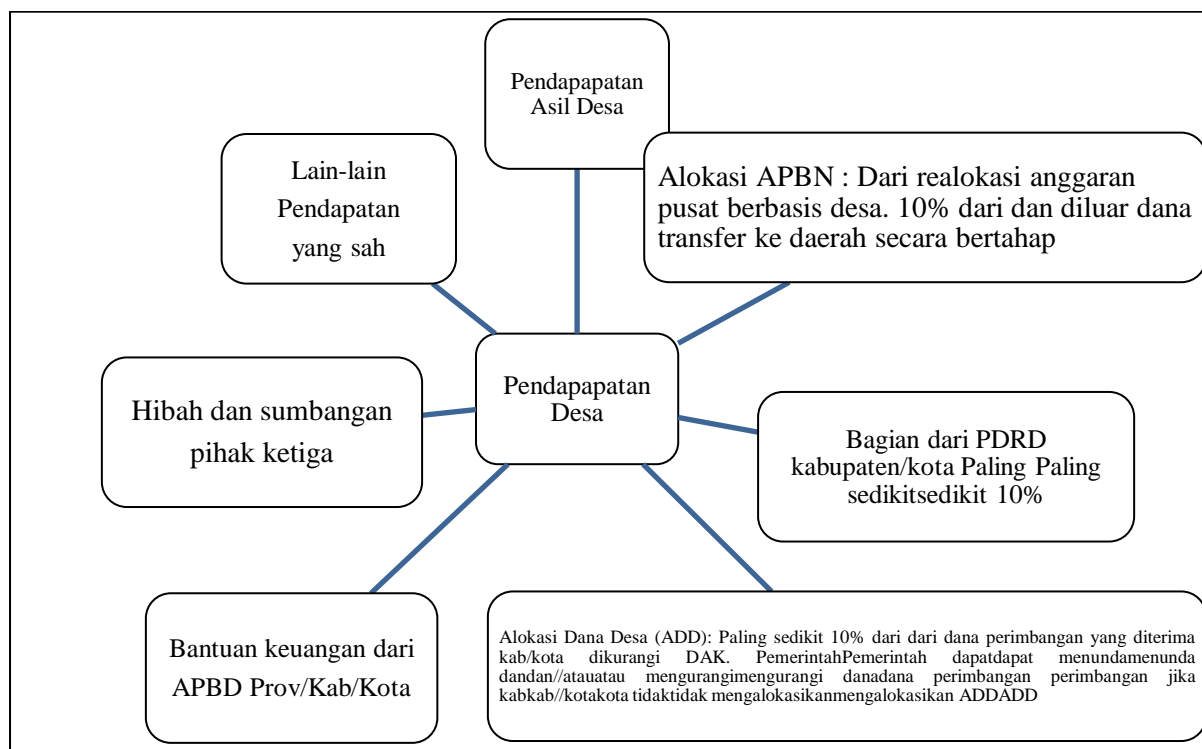 Pendapapatan
Asil Desa
Lain-lain
Pendapatan
yang sah
Alokasi APBN : Dari realokasi anggaran
pusat berbasis desa. 10% dari dan diluar dana
transfer ke daerah secara bertahap
Pendapapatan
Desa
Hibah dan sumbangan
pihak ketiga
Bagian dari PDRD
kabupaten/kota Paling Paling
sedikitsedikit 10%
Bantuan keuangan dari
APBD Prov/Kab/Kota
Alokasi Dana Desa (ADD): Paling sedikit 10% dari dari dana perimbangan yang diterima
kab/kota dikurangi DAK. PemerintahPemerintah dapatdapat menundamenunda
dandan//atauatau mengurangimengurangi danadana perimbangan perimbangan jika
kabkab//kotakota tidaktidak mengalokasikanmengalokasikan ADDADD